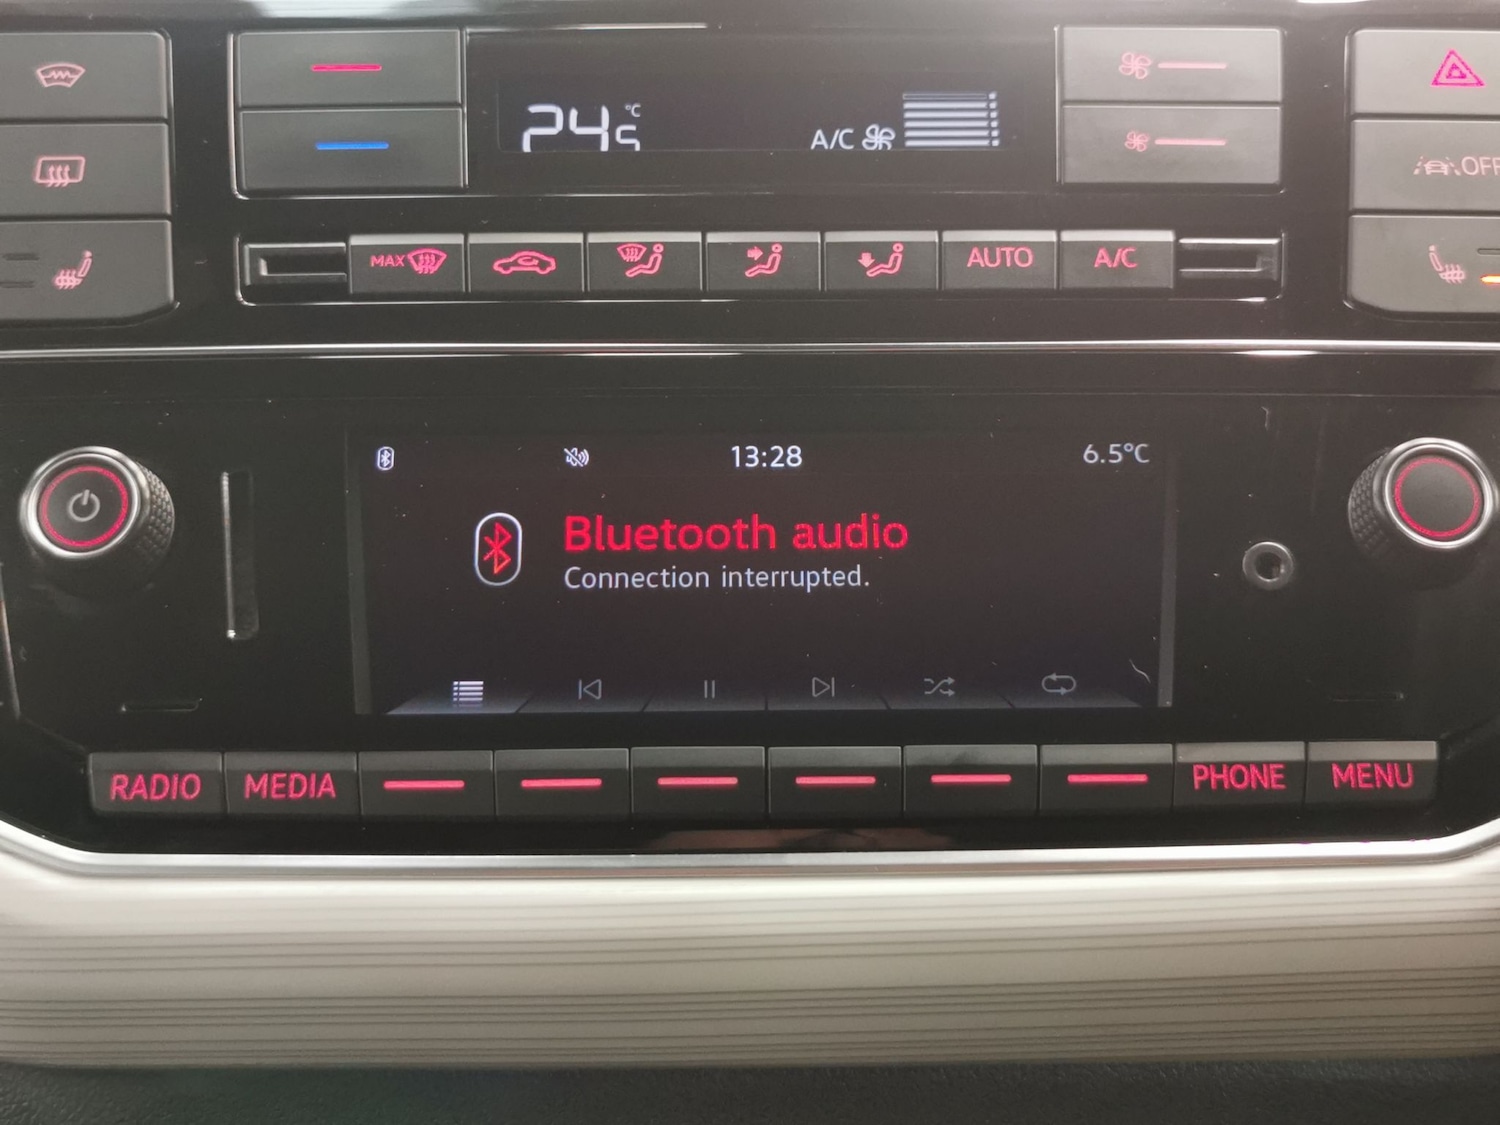 24.5 °C A/C
OFF
MAX AUTO A/C
13:28 6.5°C
Bluetooth audio
Connection interrupted.
RADIO MEDIA PHONE MENU